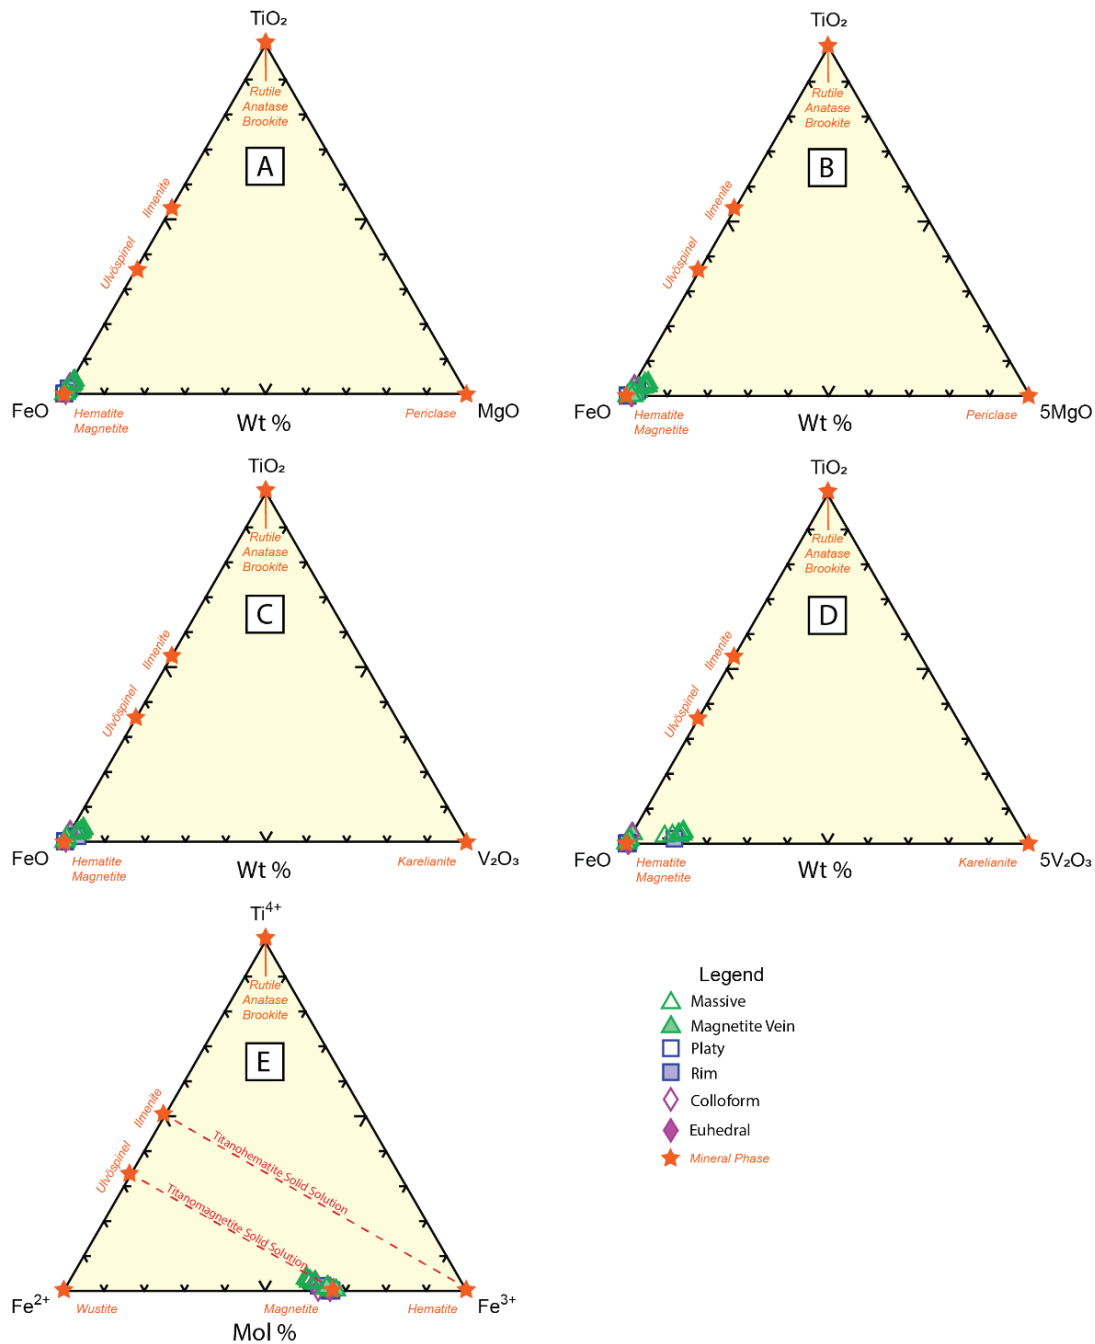 TiO₂
Rutile
Anatase
Brookite
A
Ilmenite
Ulvöspinel
FeO
Hematite
Magnetite
Wt %
Periclase
MgO
TiO₂
Rutile
Anatase
Brookite
B
Ilmenite
Ulvöspinel
FeO
Hematite
Magnetite
Wt %
Periclase
5MgO
TiO₂
Rutile
Anatase
Brookite
C
Ilmenite
Ulvöspinel
FeO
Hematite
Magnetite
Wt %
Karelianite
V₂O₃
TiO₂
Rutile
Anatase
Brookite
D
Ilmenite
Ulvöspinel
FeO
Hematite
Magnetite
Wt %
Karelianite
5V₂O₃
Ti⁴⁺
Rutile
Anatase
Brookite
E
Ilmenite
Ulvöspinel
Titanohematite Solid Solution
Titanomagnetite Solid Solution
Fe²⁺
Wustite
Magnetite
Hematite
Fe³⁺
Mol %
Legend
Massive
Magnetite Vein
Platy
Rim
Colloform
Euhedral
Mineral Phase